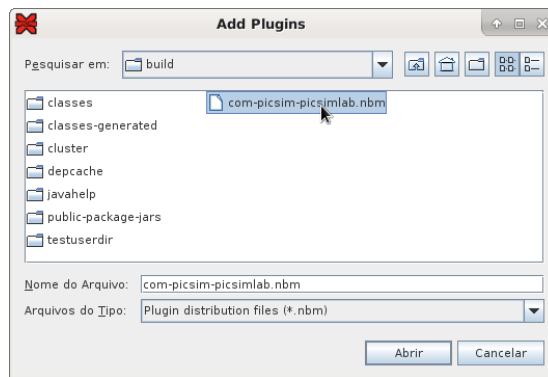 Add Plugins
Pesquisar em: build
classes com-picsim-picsimlab.nbm
classes-generated
cluster
depcache
javahelp
public-package-jars
testuserdir
Nome do Arquivo: com-picsim-picsimlab.nbm
Arquivos do Tipo: Plugin distribution files (*.nbm)
Abrir Cancelar